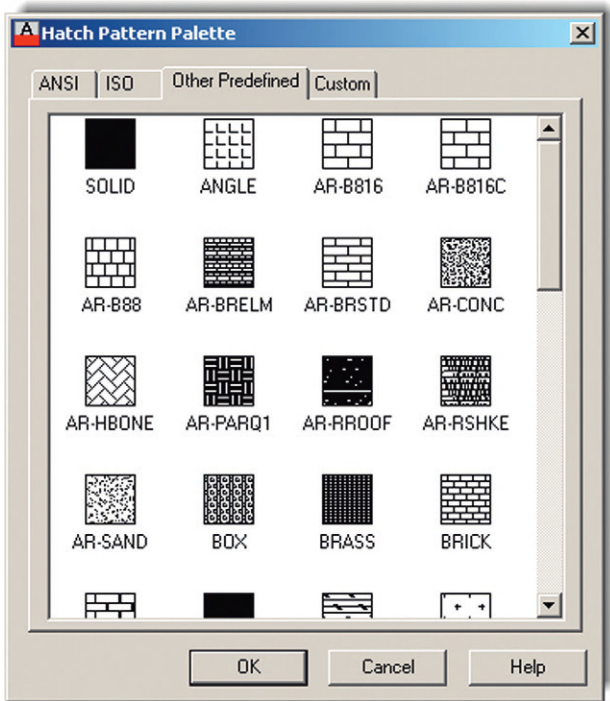 A Hatch Pattern Palette
ANSI ISO Other Predefined Custom
SOLID ANGLE AR-B816 AR-B816C
AR-B88 AR-BRELM AR-BRSTD AR-CONC
AR-HBONE AR-PARQ1 AR-RROOF AR-RSHKE
AR-SAND BOX BRASS BRICK
OK Cancel Help